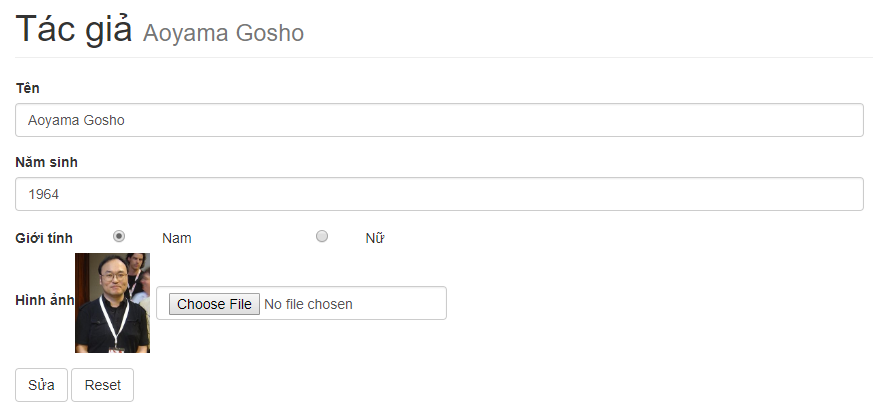 Tác giả Aoyama Gosho
Tên
Aoyama Gosho
Năm sinh
1964
Giới tính Nam Nữ
Hình ảnh Choose File No file chosen
Sửa Reset